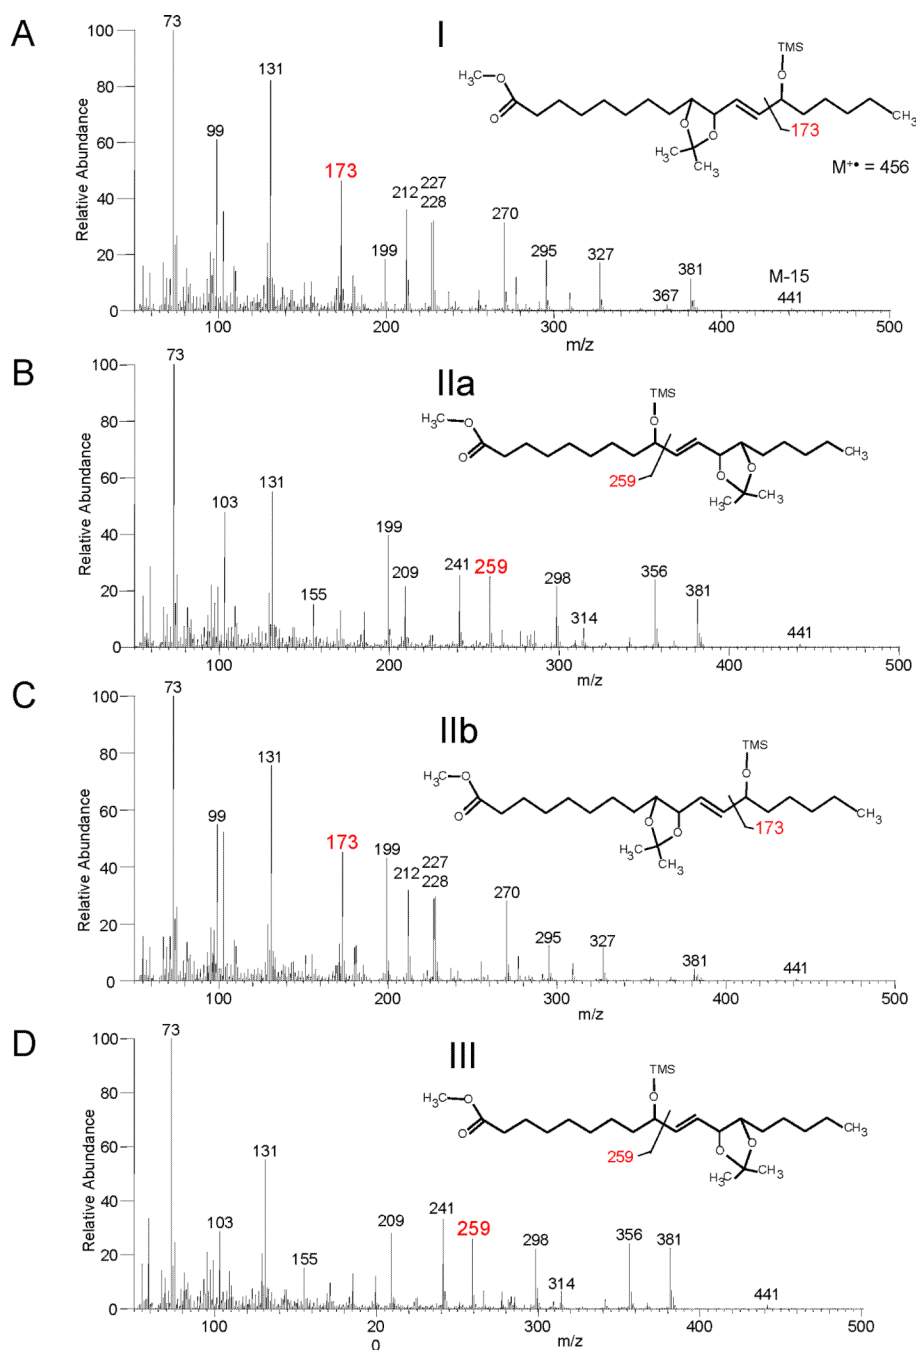 A
I
73
100
80
60
40
20
0
Relative Abundance
131
99
173
212
227
228
199
270
295
327
367
381
M-15
441
100
200
300
400
500
m/z
TMS
O
H₃C
O
O
O
O
H₃C
CH₃
173
CH₃
M⁺• = 456
B
IIa
73
100
80
60
40
20
0
Relative Abundance
103
131
155
199
209
241
259
298
314
356
381
441
100
200
300
400
500
m/z
TMS
O
H₃C
O
O
259
O
O
H₃C
CH₃
CH₃
C
IIb
73
100
80
60
40
20
0
Relative Abundance
99
131
173
199
212
227
228
270
295
327
381
441
100
200
300
400
500
m/z
TMS
O
H₃C
O
O
O
O
H₃C
CH₃
173
CH₃
D
III
73
100
80
60
40
20
0
Relative Abundance
103
131
155
209
241
259
298
314
356
381
441
100
0
300
400
500
m/z
TMS
O
H₃C
O
O
259
O
O
H₃C
CH₃
CH₃